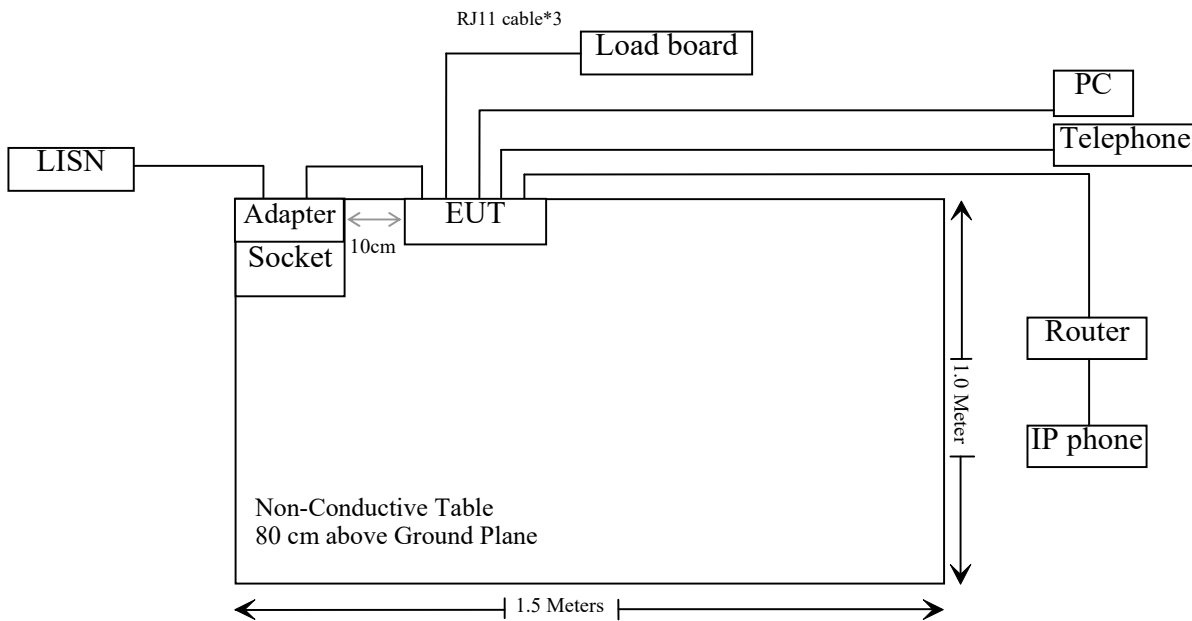 RJ11 cable*3
Load board
PC
Telephone
LISN
Adapter
EUT
10cm
Socket
Router
1.0 Meter
IP phone
Non-Conductive Table
80 cm above Ground Plane
1.5 Meters